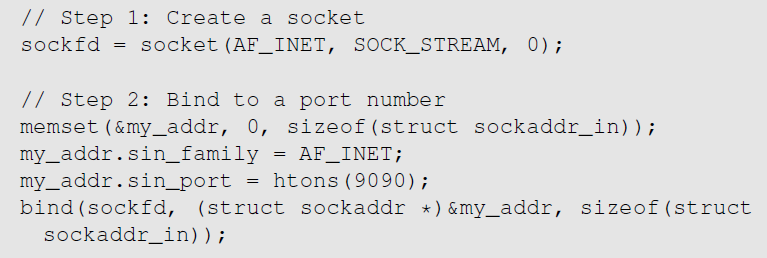 // Step 1: Create a socket
sockfd = socket(AF_INET, SOCK_STREAM, 0);
// Step 2: Bind to a port number
memset(&my_addr, 0, sizeof(struct sockaddr_in));
my_addr.sin_family = AF_INET;
my_addr.sin_port = htons(9090);
bind(sockfd, (struct sockaddr *)&my_addr, sizeof(struct
sockaddr_in));